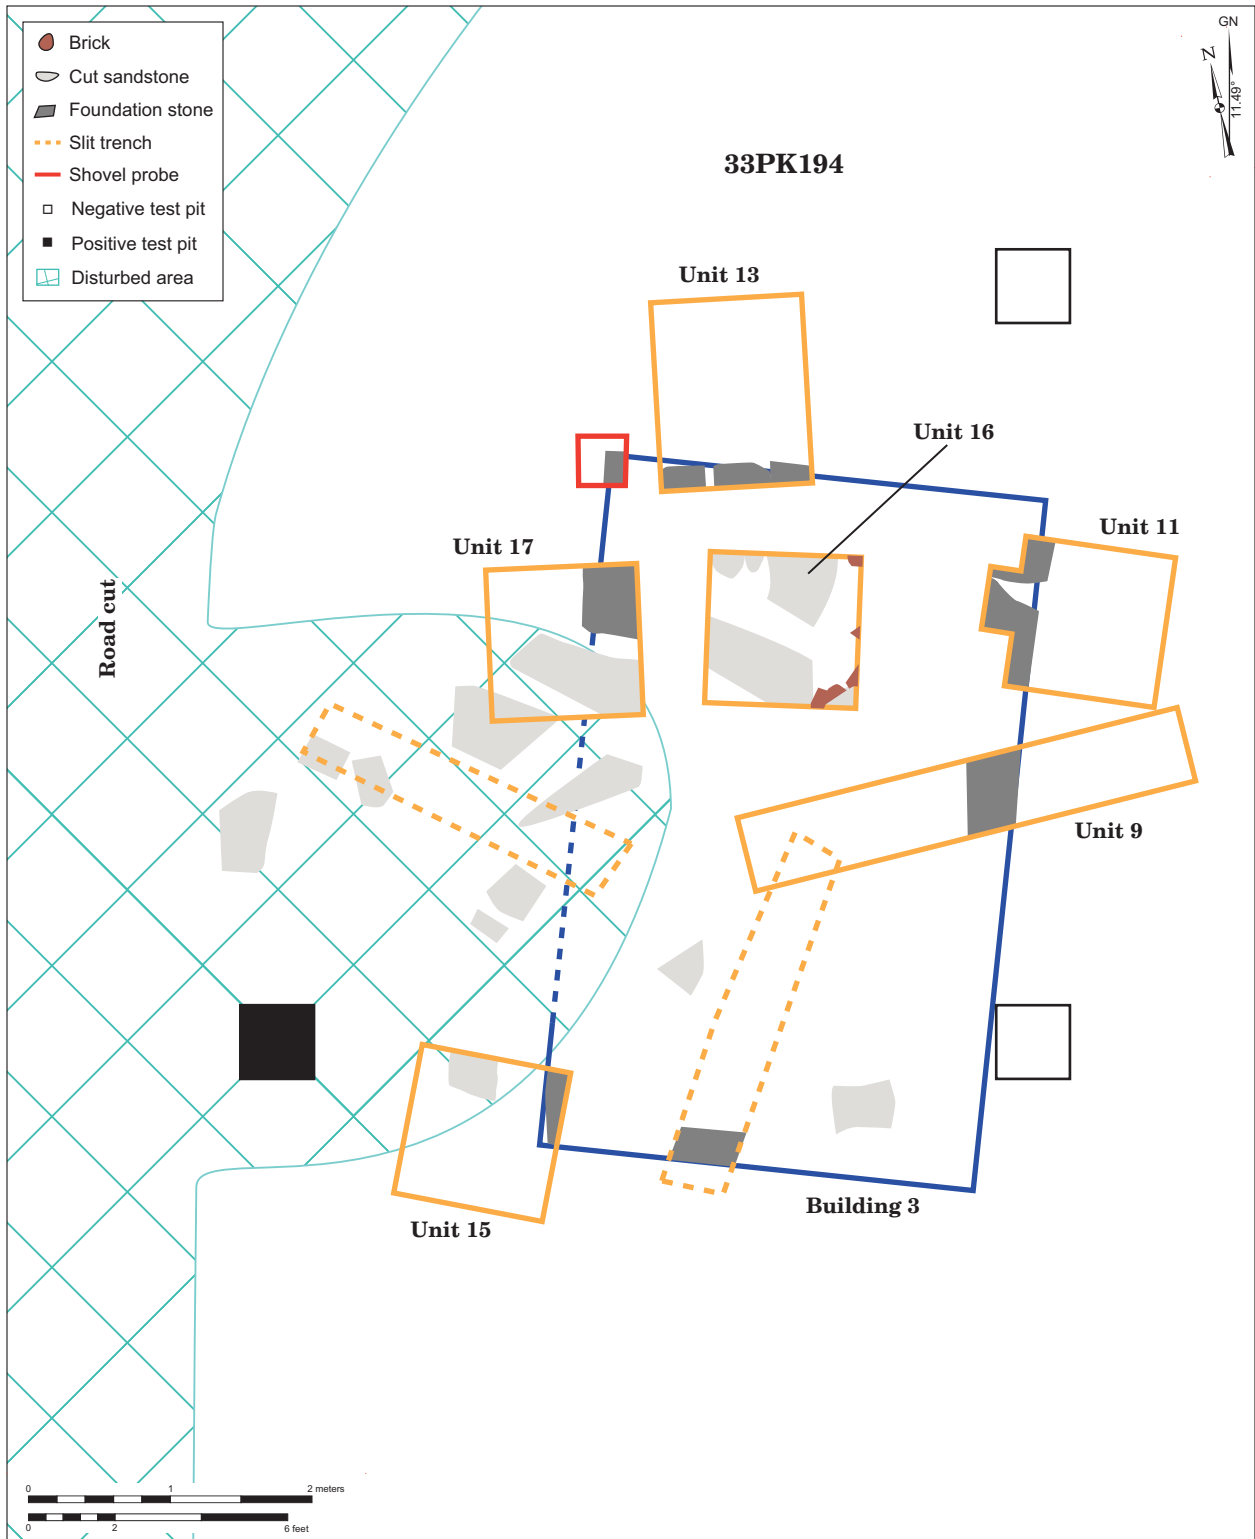 Brick
Cut sandstone
Foundation stone
Slit trench
Shovel probe
Negative test pit
Positive test pit
Disturbed area
GN
N
11.49°
33PK194
Unit 13
Unit 16
Unit 11
Unit 17
Road cut
Unit 9
Building 3
Unit 15
0 1 2 meters
0 2 6 feet